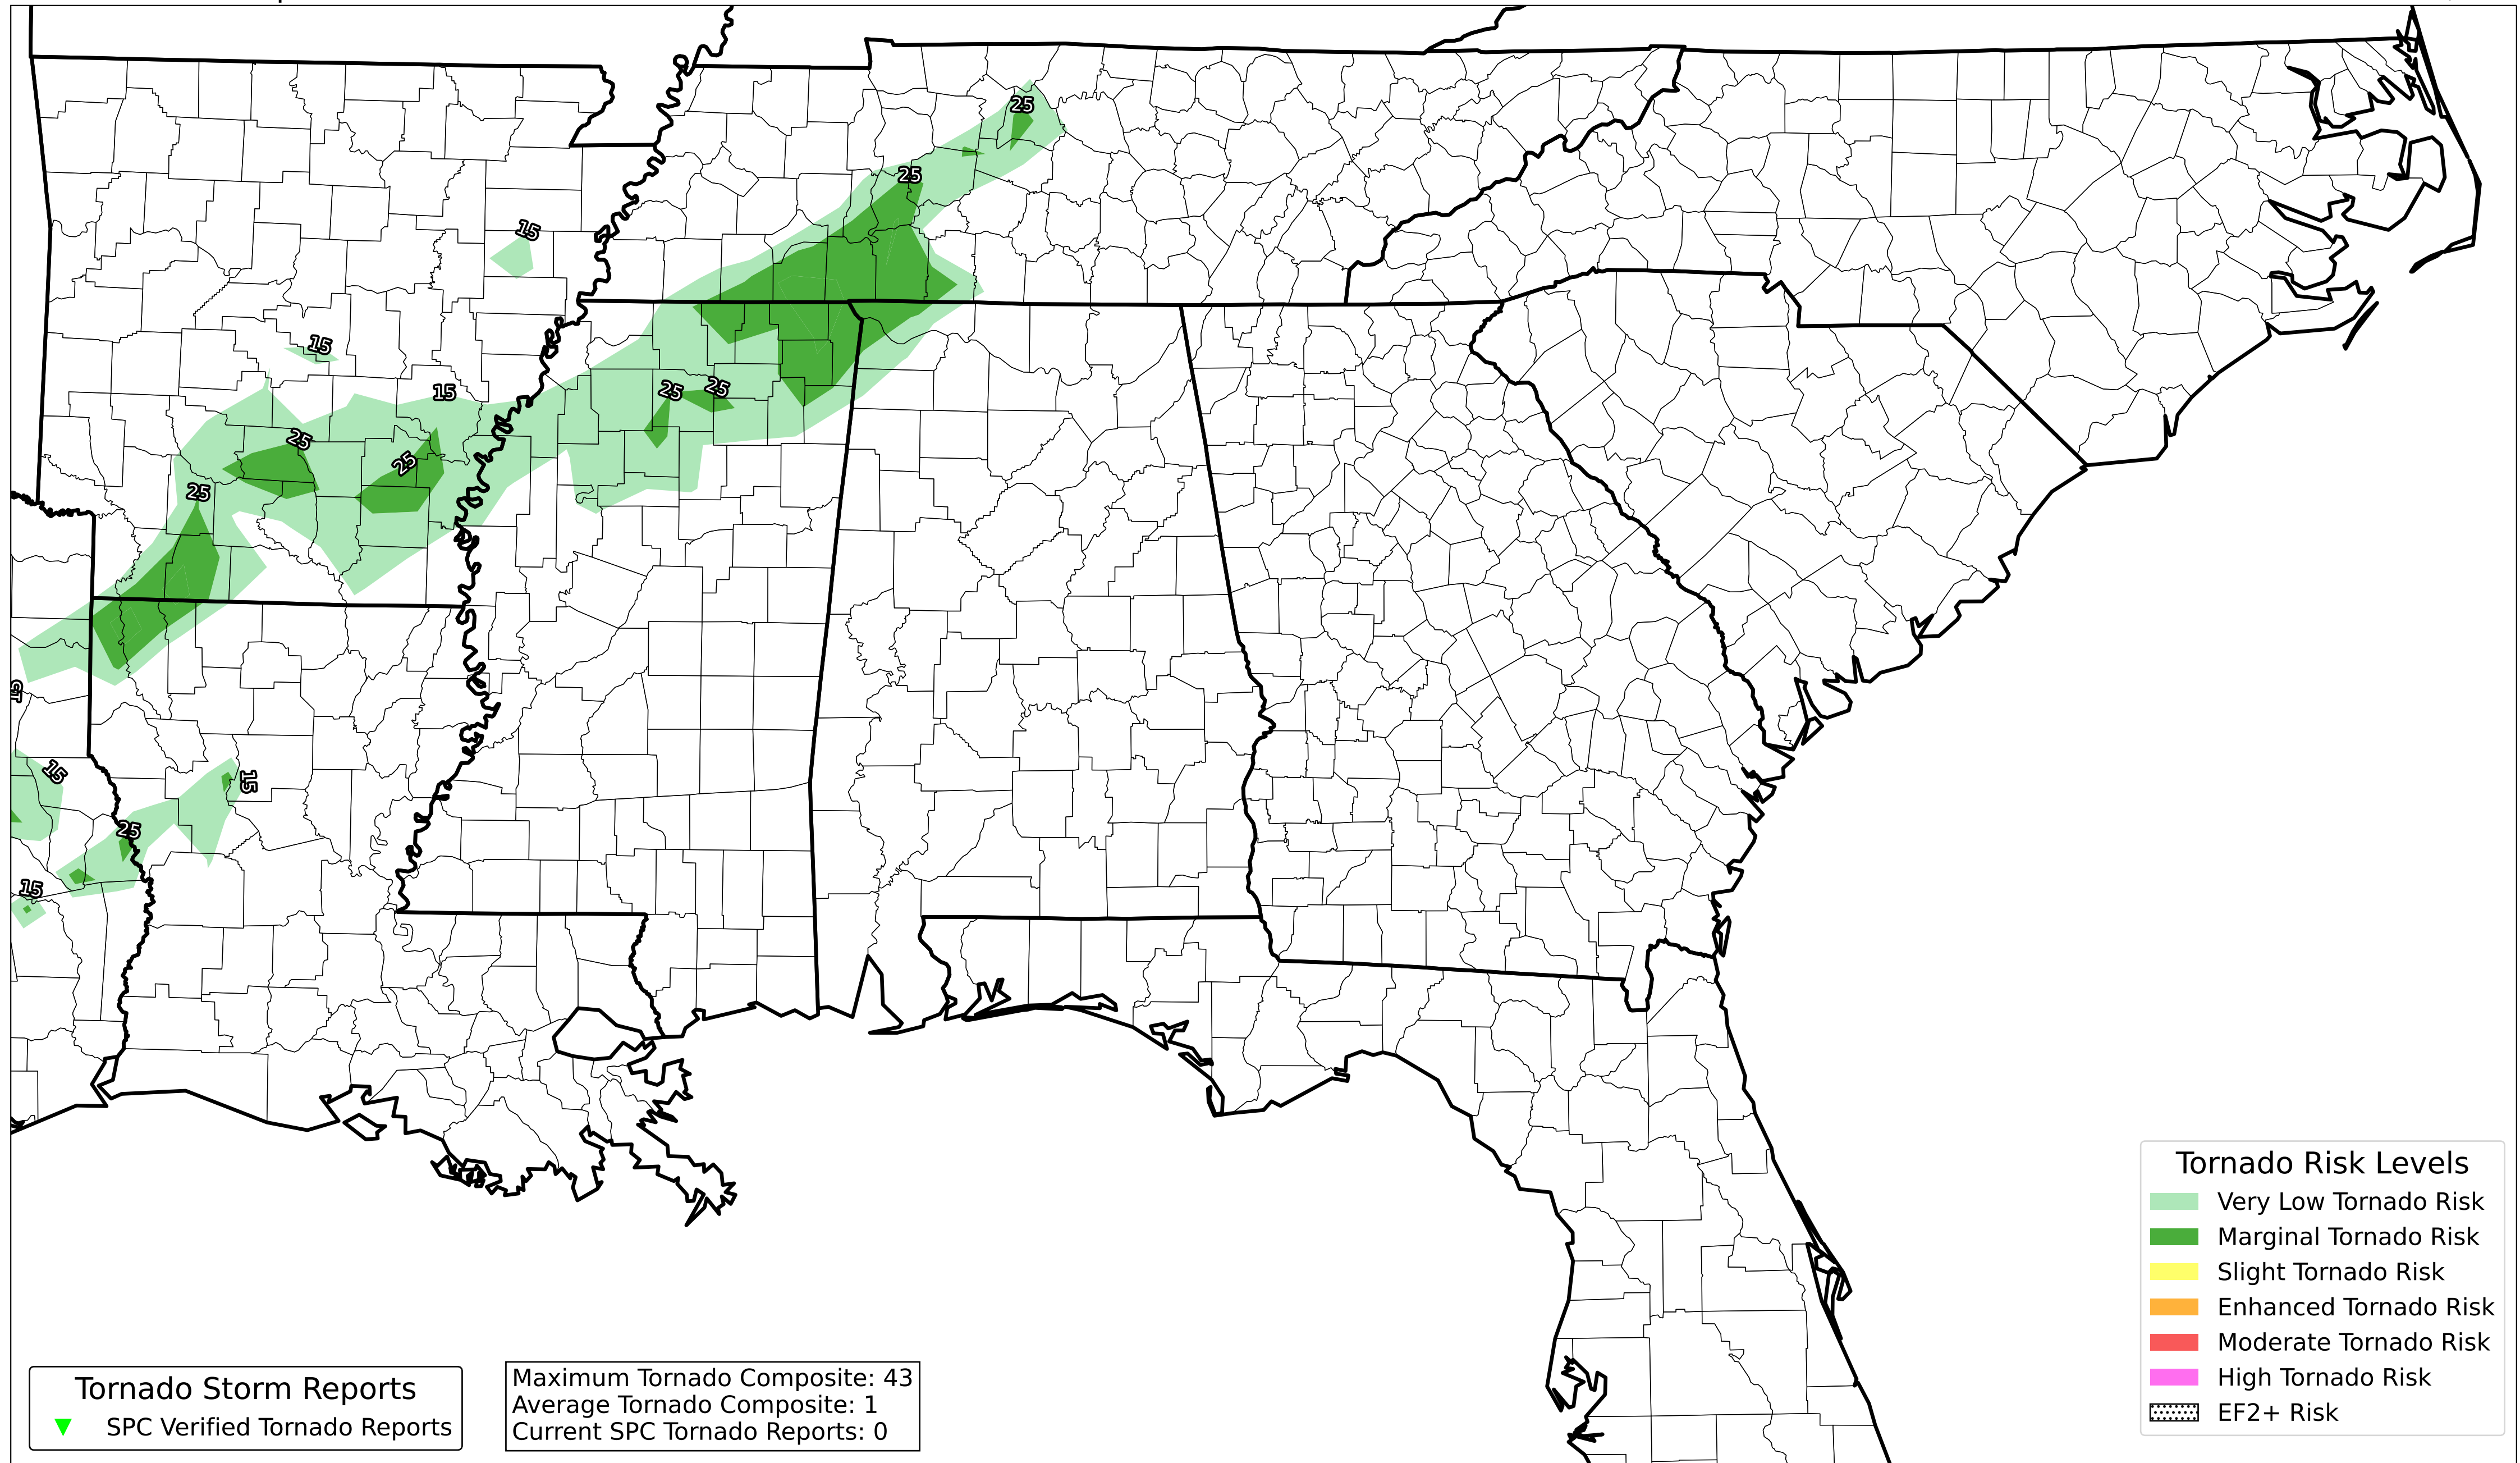 25
25
15
15
15
25
25
25
25
25
15
15
15
25
15
Tornado Risk Levels
Very Low Tornado Risk
Marginal Tornado Risk
Slight Tornado Risk
Enhanced Tornado Risk
Moderate Tornado Risk
High Tornado Risk
EF2+ Risk
Tornado Storm Reports
SPC Verified Tornado Reports
Maximum Tornado Composite: 43
Average Tornado Composite: 1
Current SPC Tornado Reports: 0